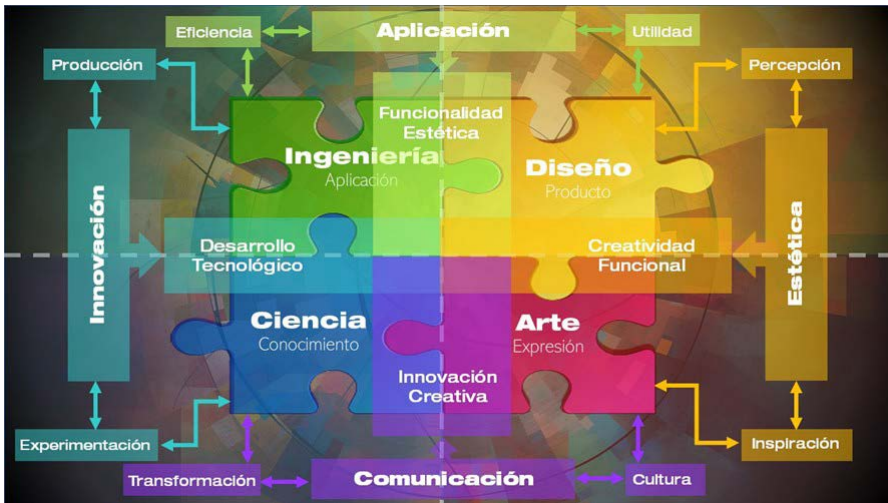 Eficiencia
Aplicación
Utilidad
Producción
Percepción
Funcionalidad
Estética
Ingeniería
Aplicación
Diseño
Producto
Innovación
Desarrollo
Tecnológico
Creatividad
Funcional
Estética
Ciencia
Conocimiento
Arte
Expresión
Innovación
Creativa
Experimentación
Inspiración
Transformación
Comunicación
Cultura